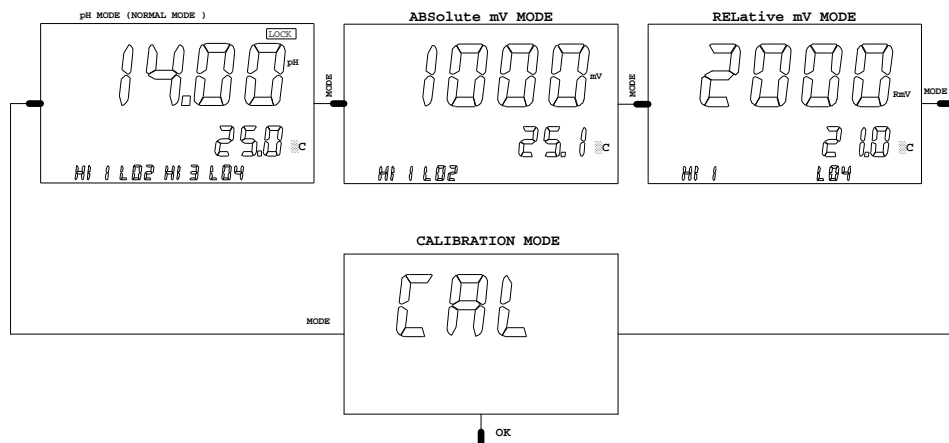 pH MODE (NORMAL MODE )
LOCK
14.00 pH
25.0 °C
HI 1 LO2 HI 3 LO4
MODE
ABSolute mV MODE
1000 mV
25.1 °C
HI 1 LO2
MODE
RELative mV MODE
2000 RmV
21.0 °C
HI 1 LO4
MODE
CALIBRATION MODE
CAL
MODE
OK